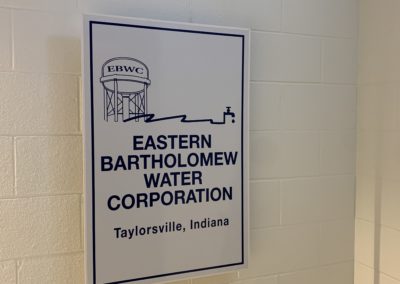 EBWC
EASTERN
BARTHOLOMEW
WATER
CORPORATION
Taylorsville, Indiana